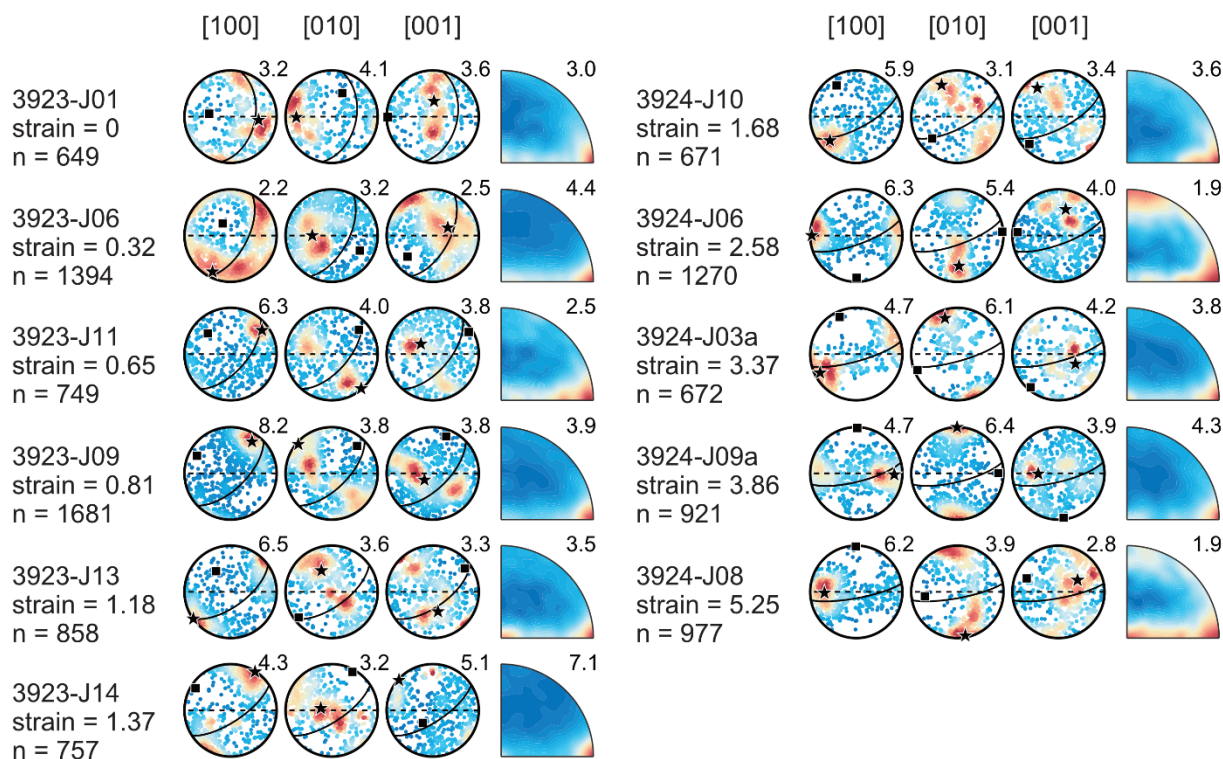 [100] [010] [001]
3923-J01
strain = 0
n = 649
3.2 4.1 3.6 3.0
3923-J06
strain = 0.32
n = 1394
2.2 3.2 2.5 4.4
3923-J11
strain = 0.65
n = 749
6.3 4.0 3.8 2.5
3923-J09
strain = 0.81
n = 1681
8.2 3.8 3.8 3.9
3923-J13
strain = 1.18
n = 858
6.5 3.6 3.3 3.5
3923-J14
strain = 1.37
n = 757
4.3 3.2 5.1 7.1
[100] [010] [001]
3924-J10
strain = 1.68
n = 671
5.9 3.1 3.4 3.6
3924-J06
strain = 2.58
n = 1270
6.3 5.4 4.0 1.9
3924-J03a
strain = 3.37
n = 672
4.7 6.1 4.2 3.8
3924-J09a
strain = 3.86
n = 921
4.7 6.4 3.9 4.3
3924-J08
strain = 5.25
n = 977
6.2 3.9 2.8 1.9